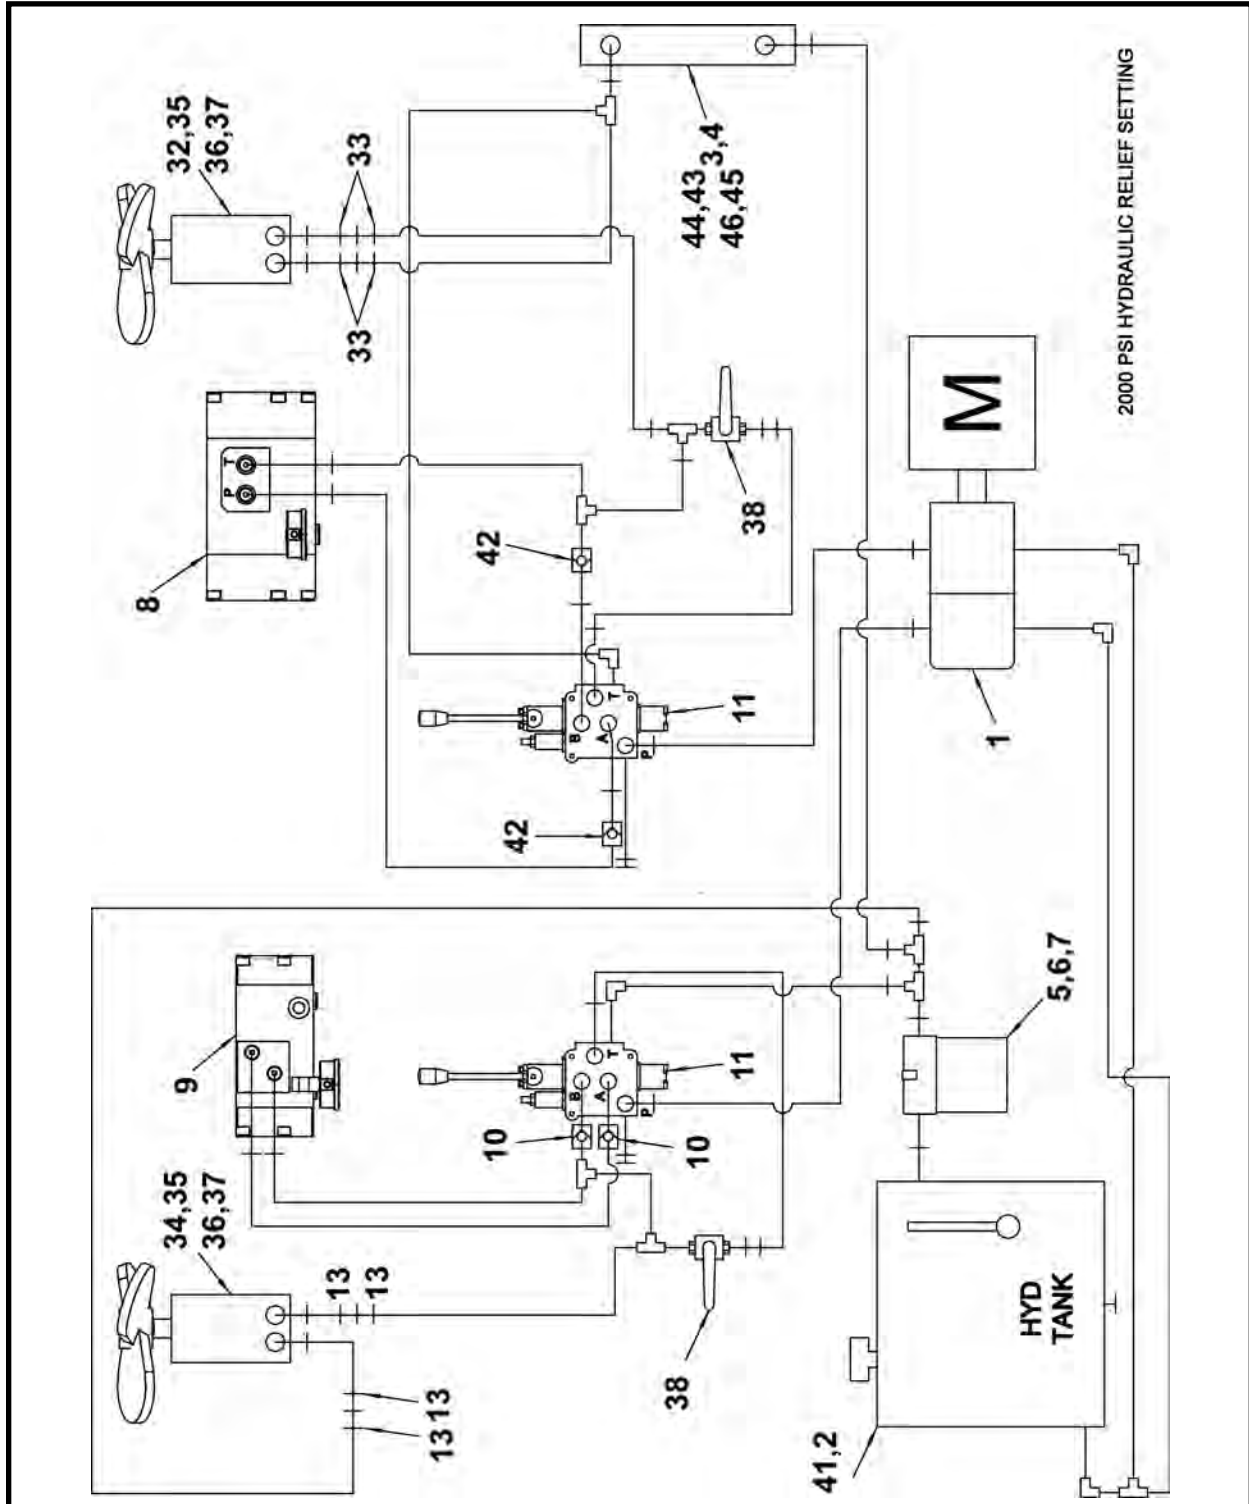 8
34,35
36,37
9
32,35
36,37
P
T
13
13
13 13
33
33
10
42
42
B
A
T
P
10
B
A
T
P
38
11
11
44,43
46,45
3,4
38
41,2
M
1
HYD
TANK
5,6,7
2000 PSI HYDRAULIC RELIEF SETTING